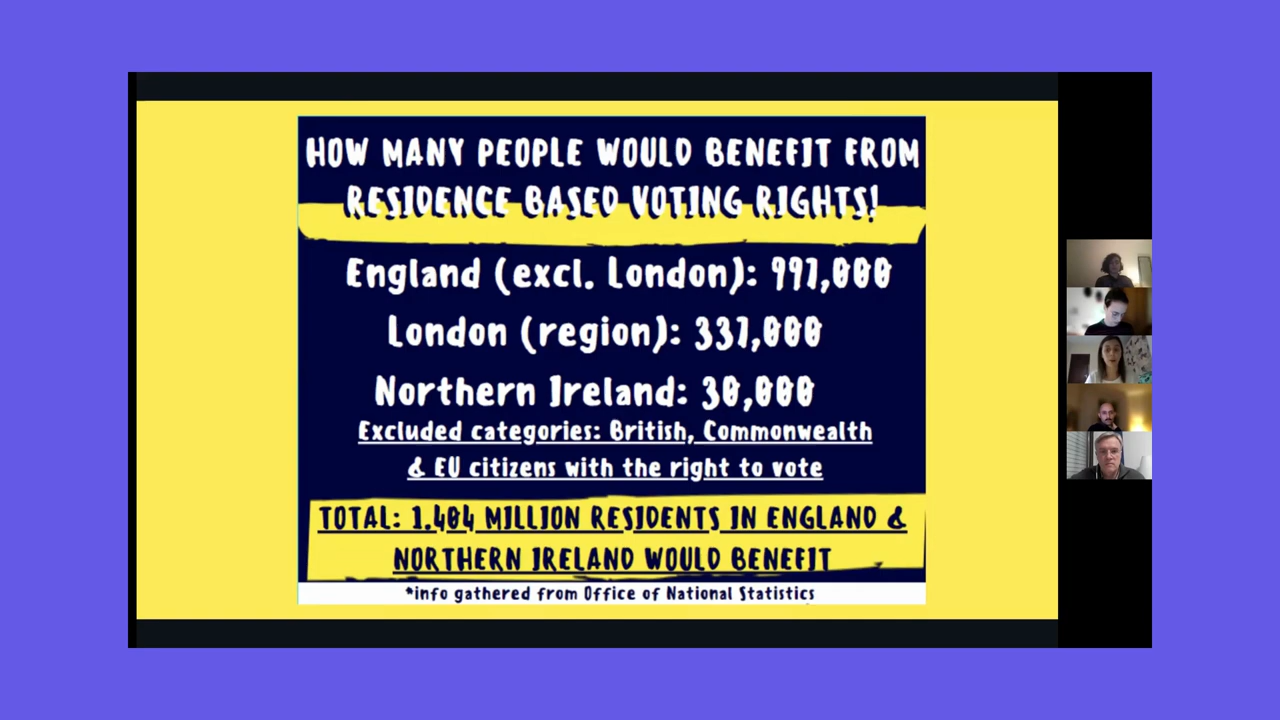 HOW MANY PEOPLE WOULD BENEFIT FROM
RESIDENCE BASED VOTING RIGHTS!
England (excl. London): 997,000
London (region): 337,000
Northern Ireland: 30,000
Excluded categories: British, Commonwealth
& EU citizens with the right to vote
TOTAL: 1.404 MILLION RESIDENTS IN ENGLAND &
NORTHERN IRELAND WOULD BENEFIT
*info gathered from Office of National Statistics